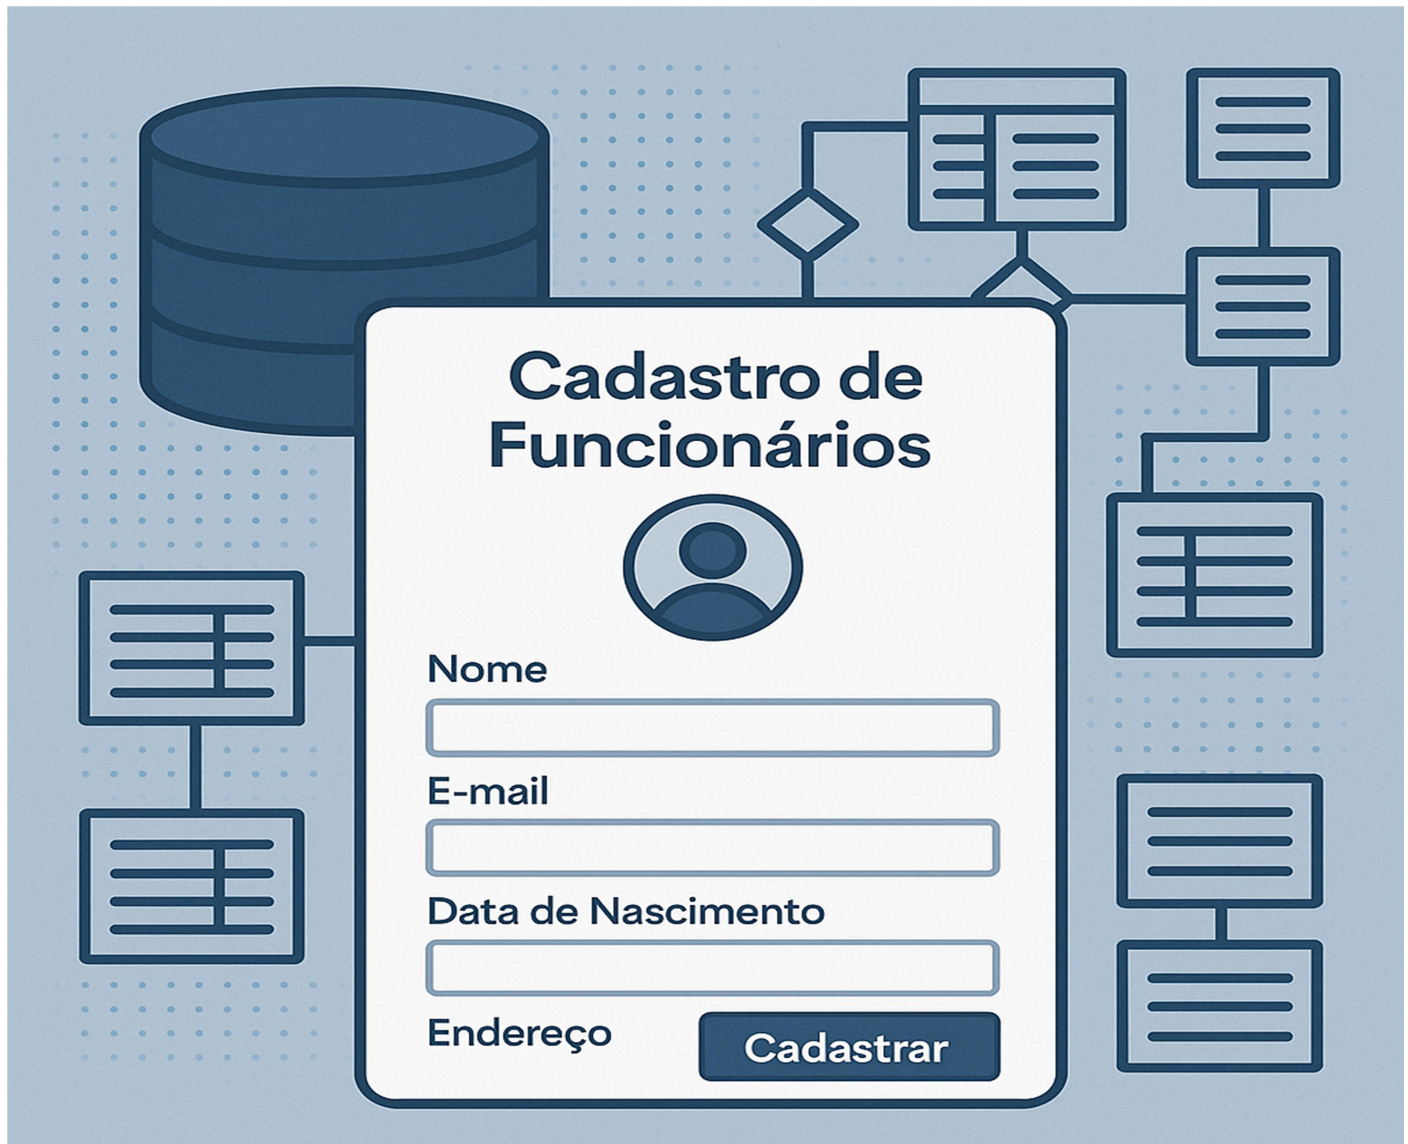 Cadastro de
Funcionários
Nome
E-mail
Data de Nascimento
Endereço
Cadastrar